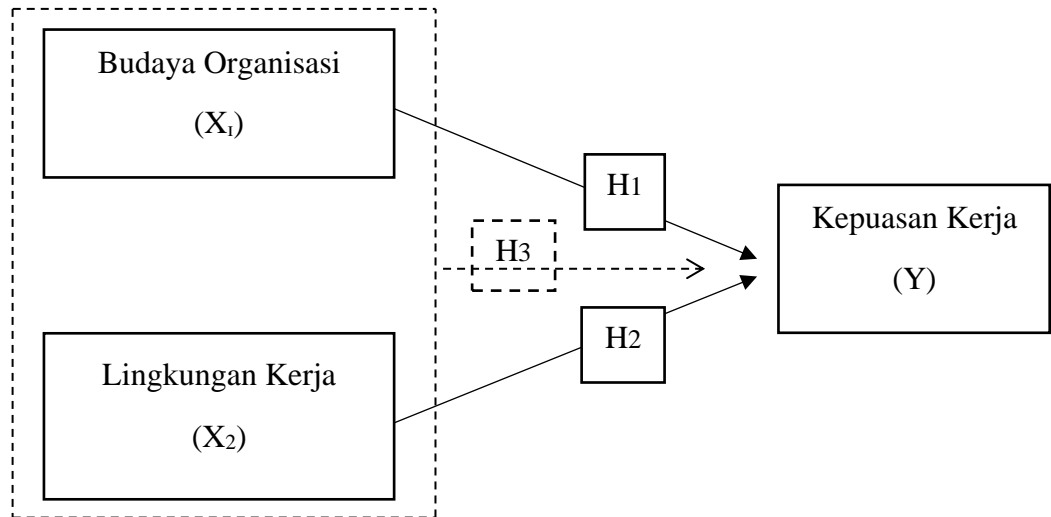 Budaya Organisasi
(X₁)
H1
Kepuasan Kerja
(Y)
H3
H2
Lingkungan Kerja
(X₂)